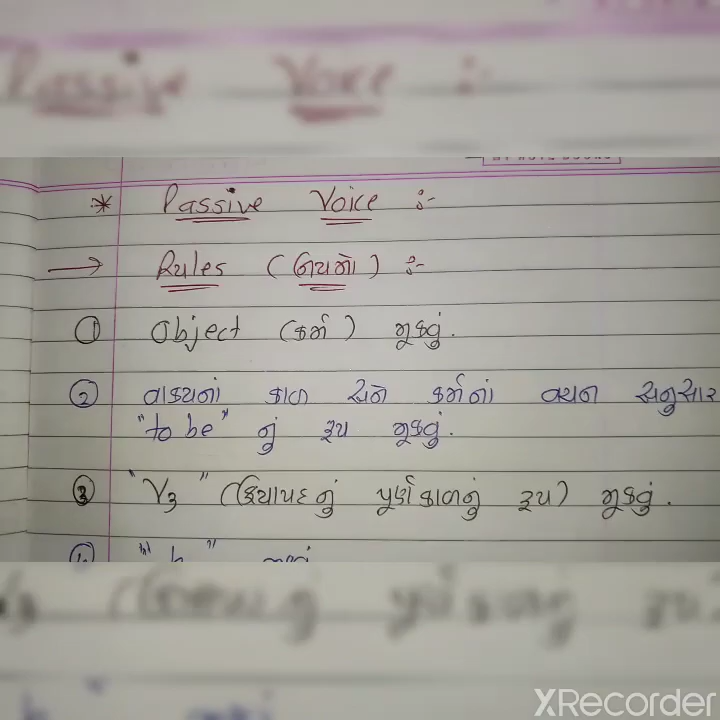 * Passive Voice :-
→ Rules (નિયમો) :-
① Object (કર્મ) મૂકવું.
② વાક્યનાં કાળ અને કર્મનાં વચન અનુસાર
"to be" નું રૂપ મૂકવું.
③ "V3" (ક્રિયાપદનું પૂર્ણકાળનું રૂપ) મૂકવું.
XRecorder